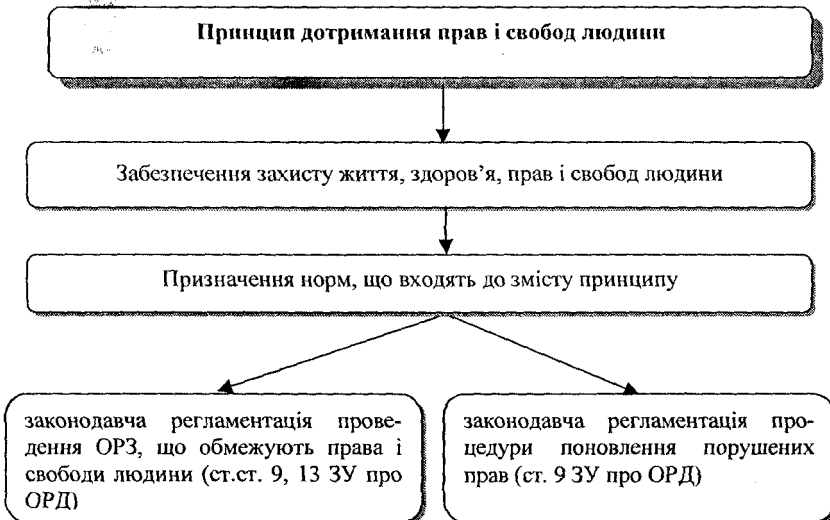 Принцип дотримання прав і свобод людини
Забезпечення захисту життя, здоров’я, прав і свобод людини
Призначення норм, що входять до змісту принципу
законодавча регламентація прове-
дення ОРЗ, що обмежують права і
свободи людини (ст.ст. 9, 13 ЗУ про
ОРД)
законодавча регламентація про-
цедури поновлення порушених
прав (ст. 9 ЗУ про ОРД)